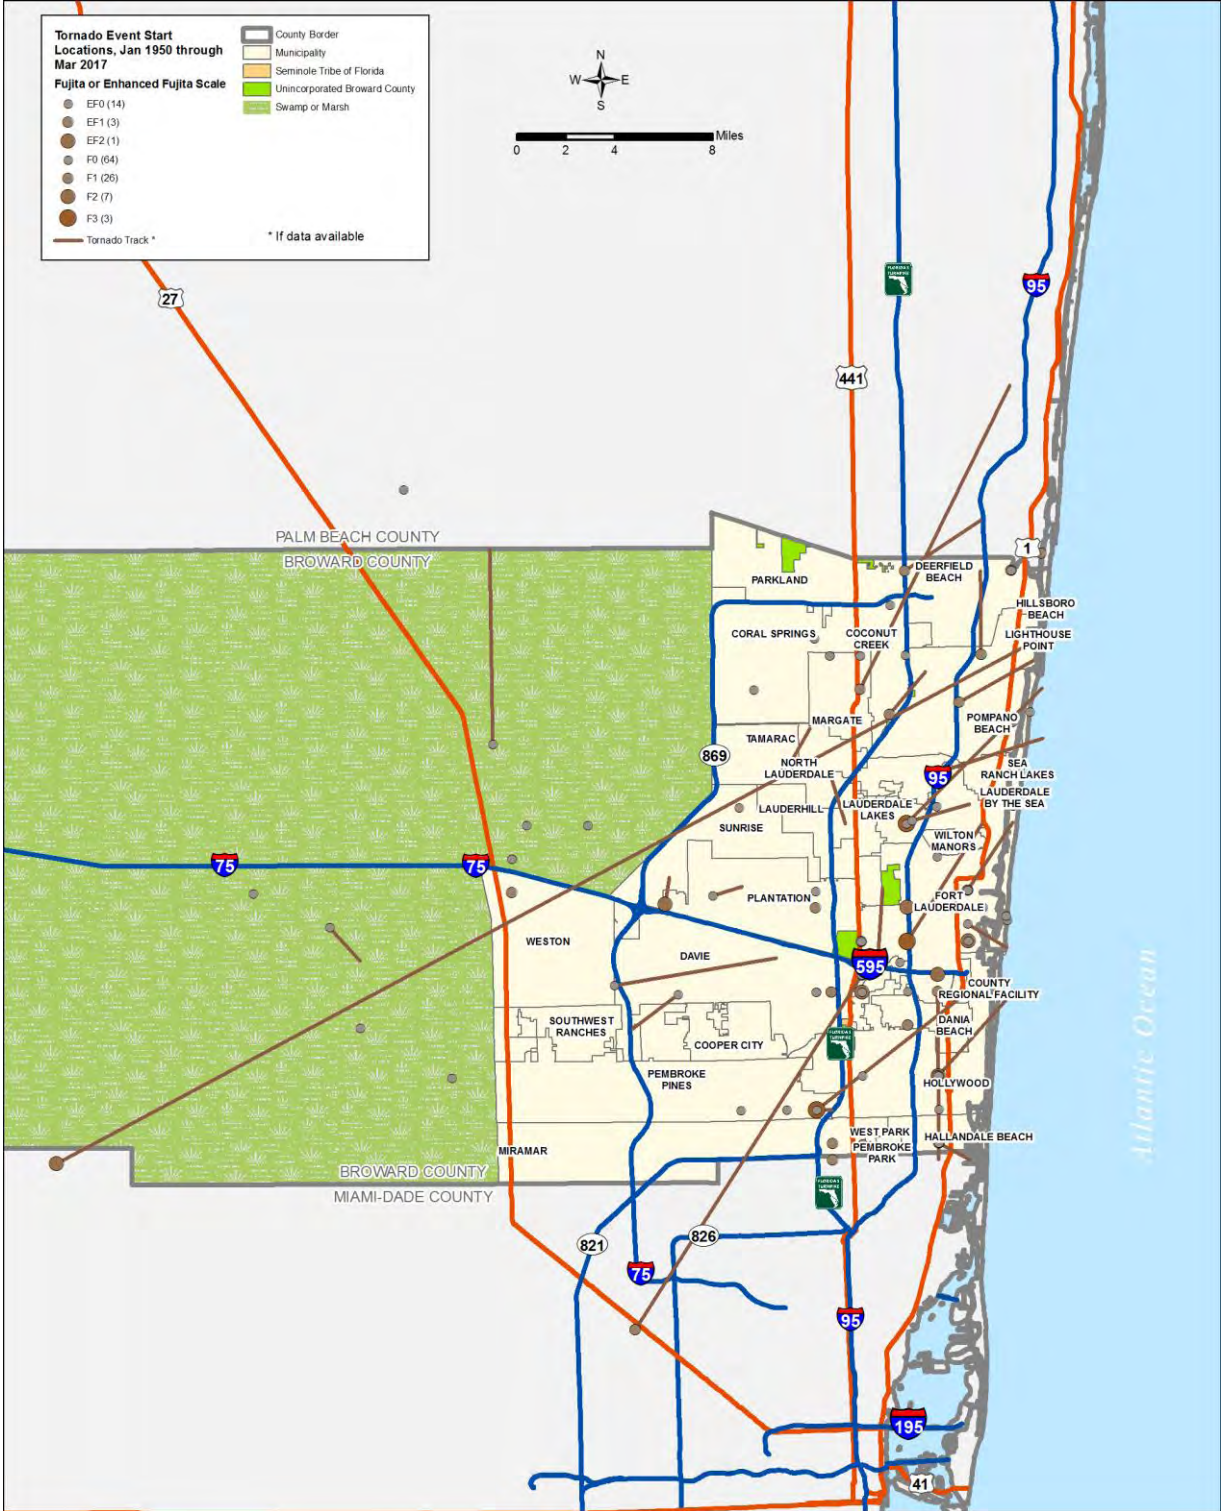 Tornado Event Start
Locations, Jan 1950 through
Mar 2017
Fujita or Enhanced Fujita Scale
EF0 (14)
EF1 (3)
EF2 (1)
F0 (64)
F1 (26)
F2 (7)
F3 (3)
Tornado Track *
County Border
Municipality
Seminole Tribe of Florida
Unincorporated Broward County
Swamp or Marsh
* If data available
N
W E
S
Miles
0 2 4 8
27
95
441
PALM BEACH COUNTY
BROWARD COUNTY
1
PARKLAND
DEERFIELD
BEACH
HILLSBORO
BEACH
CORAL SPRINGS
COCONUT
CREEK
LIGHTHOUSE
POINT
MARGATE
POMPANO
BEACH
TAMARAC
869
NORTH
LAUDERDALE
95
SEA
RANCH LAKES
LAUDERDALE
BY THE SEA
LAUDERHILL
LAUDERDALE
LAKES
SUNRISE
WILTON
MANORS
75
75
PLANTATION
FORT
LAUDERDALE
WESTON
DAVIE
595
COUNTY
REGIONAL FACILITY
SOUTHWEST
RANCHES
DANIA
BEACH
COOPER CITY
PEMBROKE
PINES
HOLLYWOOD
WEST PARK
HALLANDALE BEACH
PEMBROKE
PARK
MIRAMAR
BROWARD COUNTY
MIAMI-DADE COUNTY
821
826
75
95
195
41
Atlantic Ocean